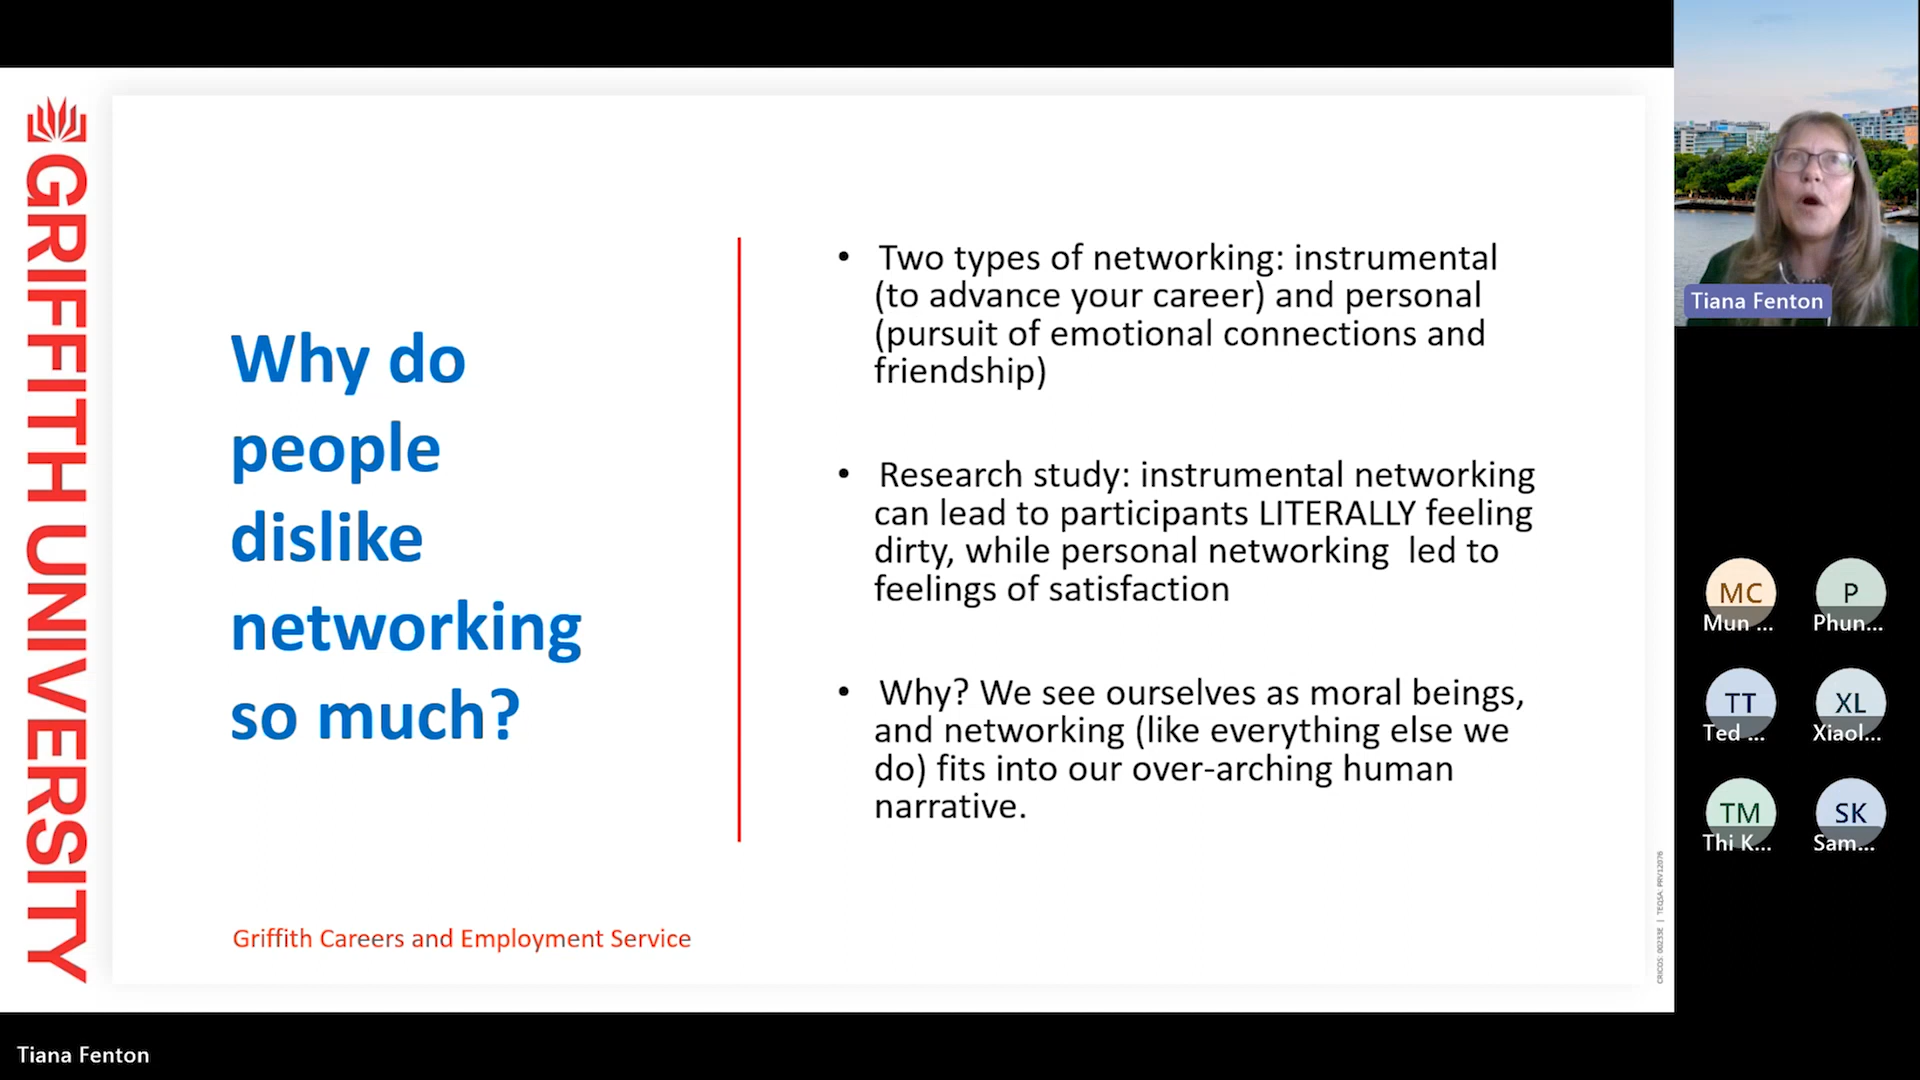 GRIFFITH UNIVERSITY
Why do
people
dislike
networking
so much?
• Two types of networking: instrumental
(to advance your career) and personal
(pursuit of emotional connections and
friendship)
• Research study: instrumental networking
can lead to participants LITERALLY feeling
dirty, while personal networking  led to
feelings of satisfaction
• Why? We see ourselves as moral beings,
and networking (like everything else we
do) fits into our over-arching human
narrative.
Griffith Careers and Employment Service
CRICOS: 00233E | TEQSA: PRV12076
Tiana Fenton
MC
Mun ...
P
Phun...
TT
Ted ...
XL
Xiaol...
TM
Thi K...
SK
Sam...
Tiana Fenton